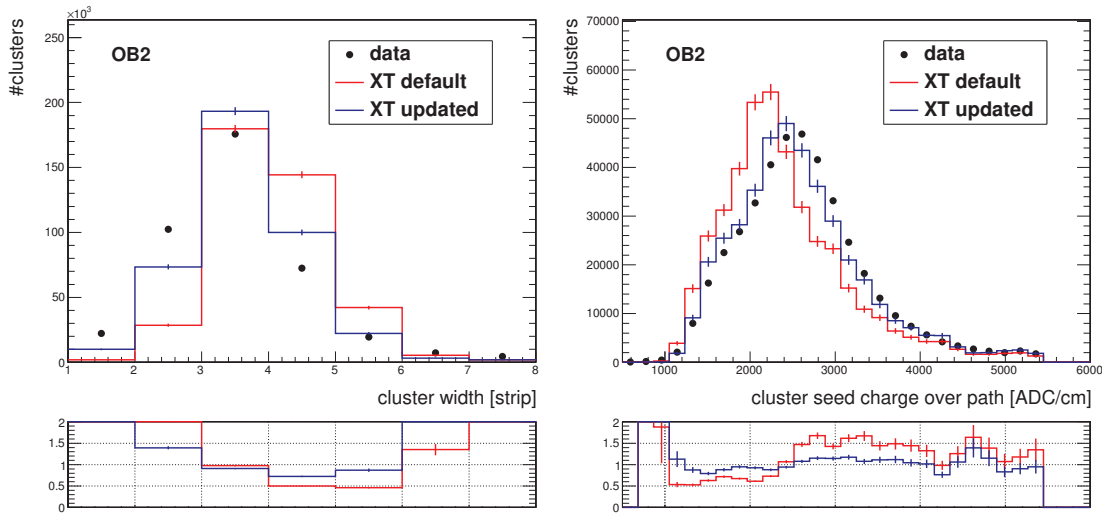 ×10³
#clusters
OB2
data
XT default
XT updated
250
200
150
100
50
0
1 2 3 4 5 6 7 8
cluster width [strip]
2
1.5
1
0.5
0
#clusters
OB2
data
XT default
XT updated
70000
60000
50000
40000
30000
20000
10000
0
1000 2000 3000 4000 5000 6000
cluster seed charge over path [ADC/cm]
2
1.5
1
0.5
0